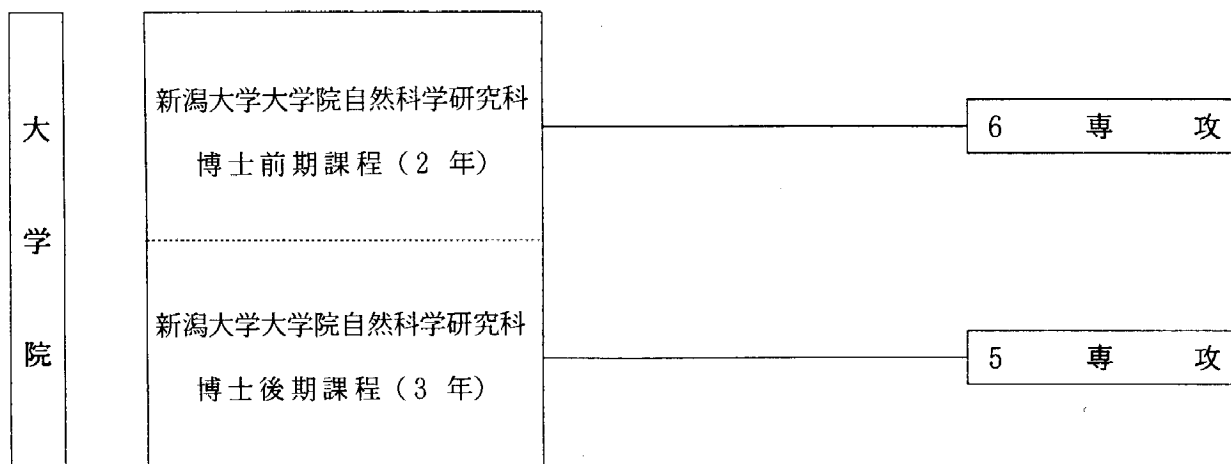 大学院
新潟大学大学院自然科学研究科
博士前期課程（2 年）
6 専 攻
新潟大学大学院自然科学研究科
博士後期課程（3 年）
5 専 攻